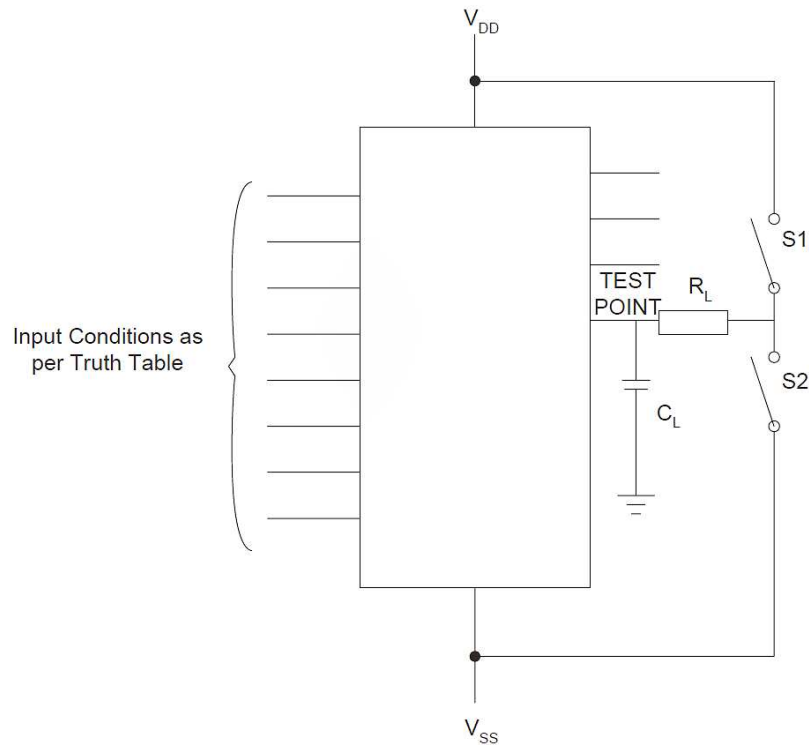 V_DD
S1
TEST
POINT
R_L
Input Conditions as
per Truth Table
S2
C_L
V_SS